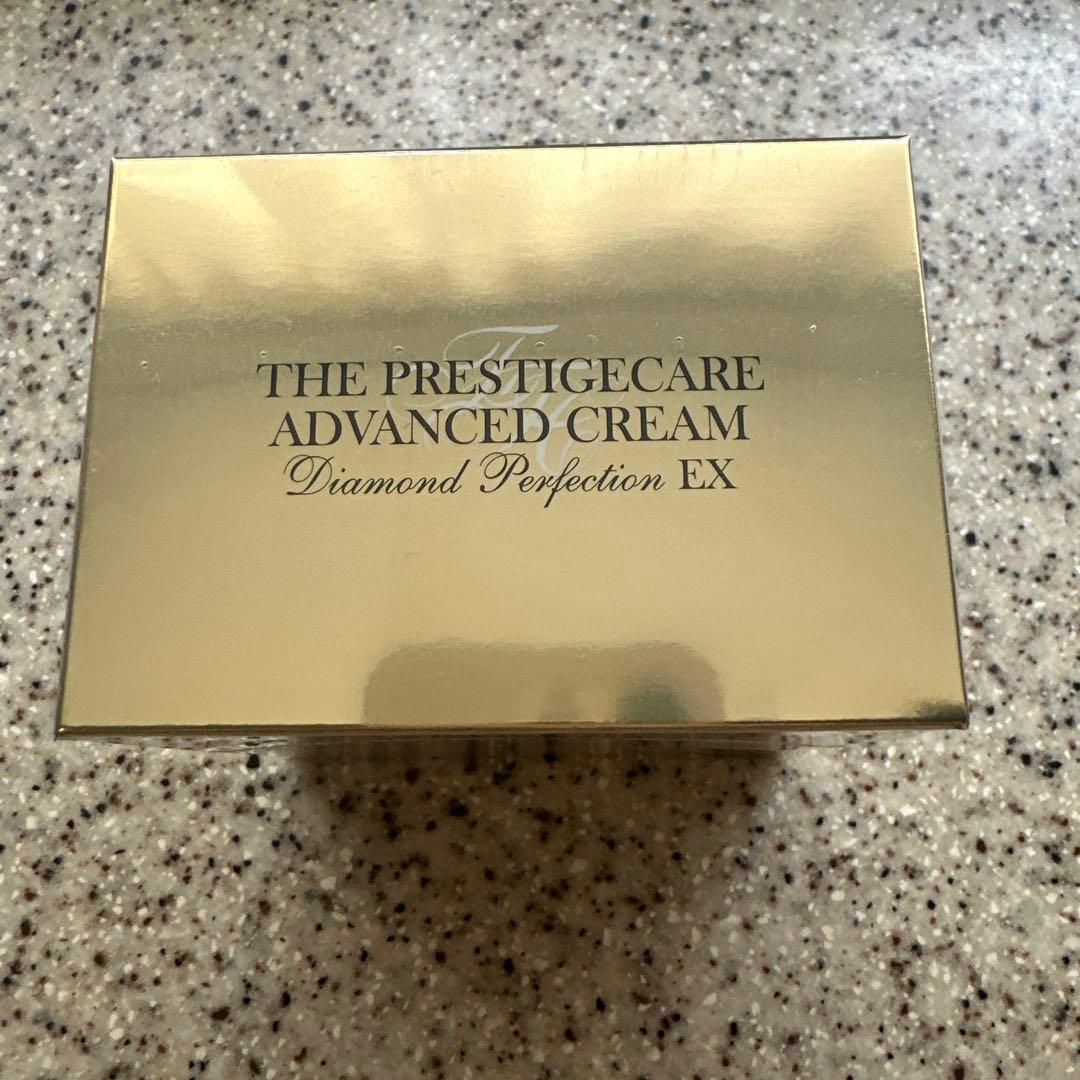 THE PRESTIGECARE
ADVANCED CREAM
Diamond Perfection EX